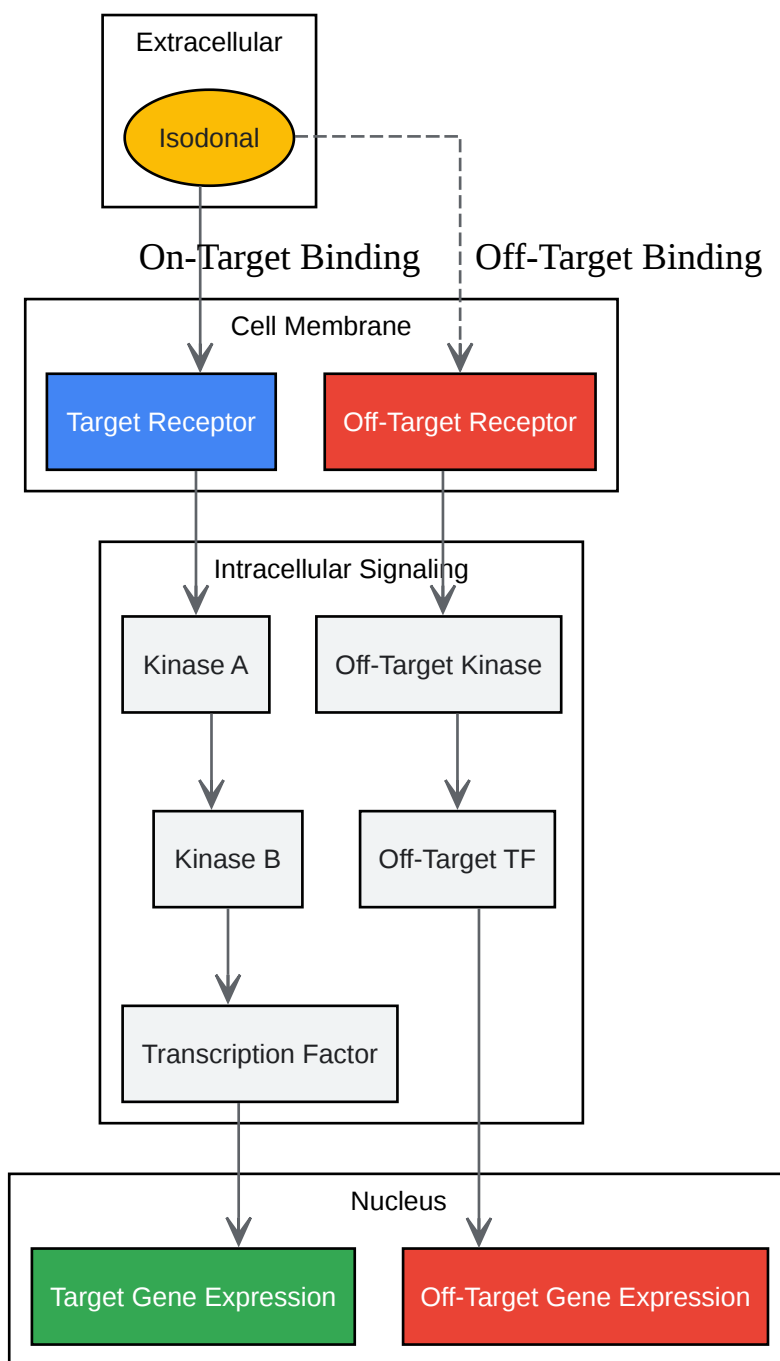 Extracellular
Isodonal
On-Target Binding
Off-Target Binding
Cell Membrane
Target Receptor
Off-Target Receptor
Intracellular Signaling
Kinase A
Off-Target Kinase
Kinase B
Off-Target TF
Transcription Factor
Nucleus
Target Gene Expression
Off-Target Gene Expression